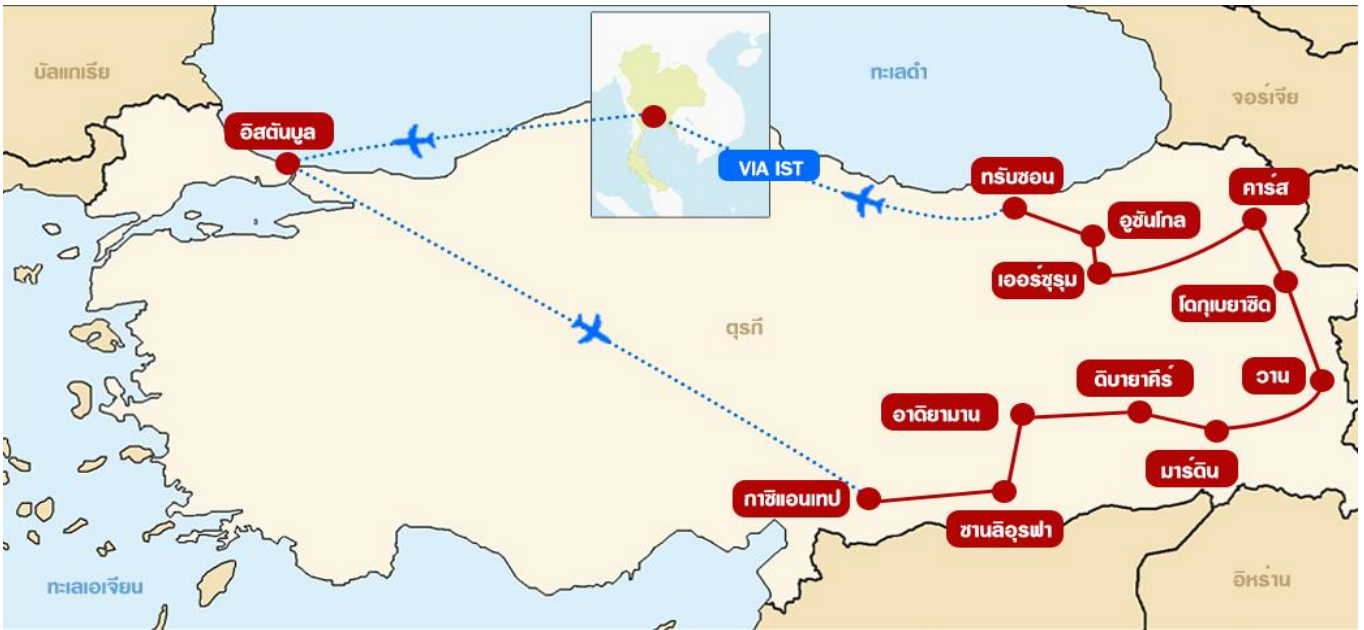 บัลแกเรีย
ทะเลดำ
จอร์เจีย
อิสตันบูล
VIA IST
ทรับซอน
คาร์ส
อูซันโกล
เออร์ซุรุม
โดกุเบยาซิด
ตุรกี
ดิบายาคีร์
วาน
อาดิยามาน
มาร์ดิน
กาซิแอนเทป
ซานลิอุรฟา
ทะเลเอเจียน
อิหร่าน